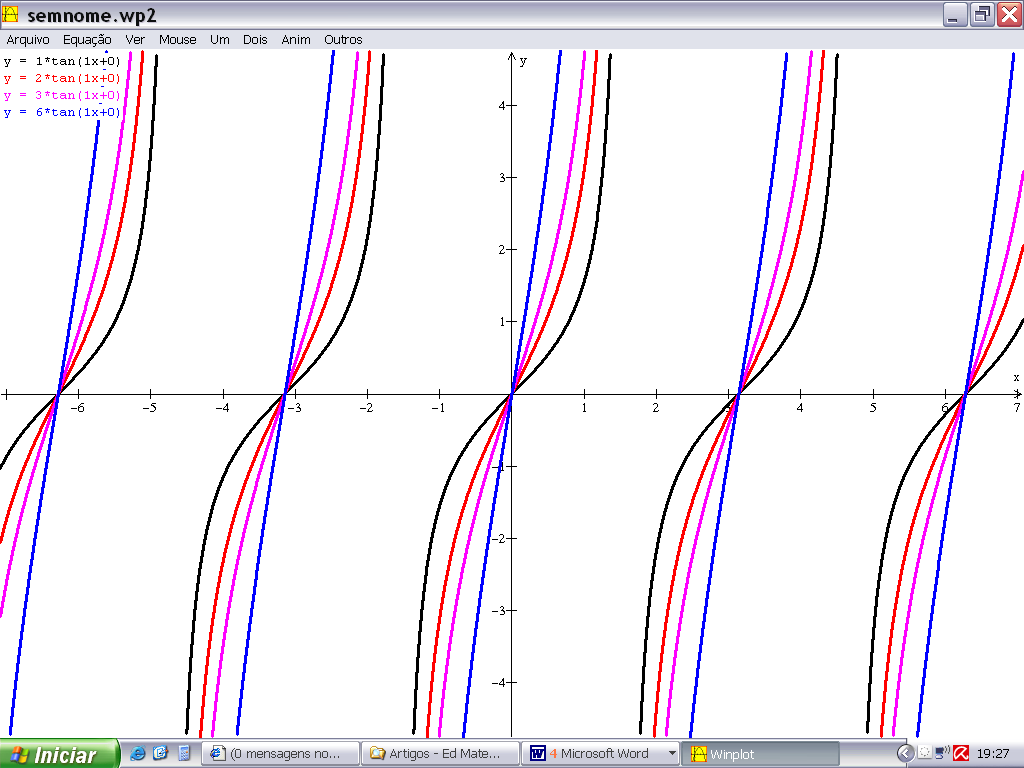 semnome.wp2
Arquivo Equação Ver Mouse Um Dois Anim Outros
y = 1*tan(1x+0)
y = 2*tan(1x+0)
y = 3*tan(1x+0)
y = 6*tan(1x+0)
y
4
3
2
1
x
-6 -5 -4 -3 -2 -1 1 2 3 4 5 6 7
-1
-2
-3
-4
Iniciar (0 mensagens no... Artigos - Ed Mate... 4 Microsoft Word Winplot 19:27